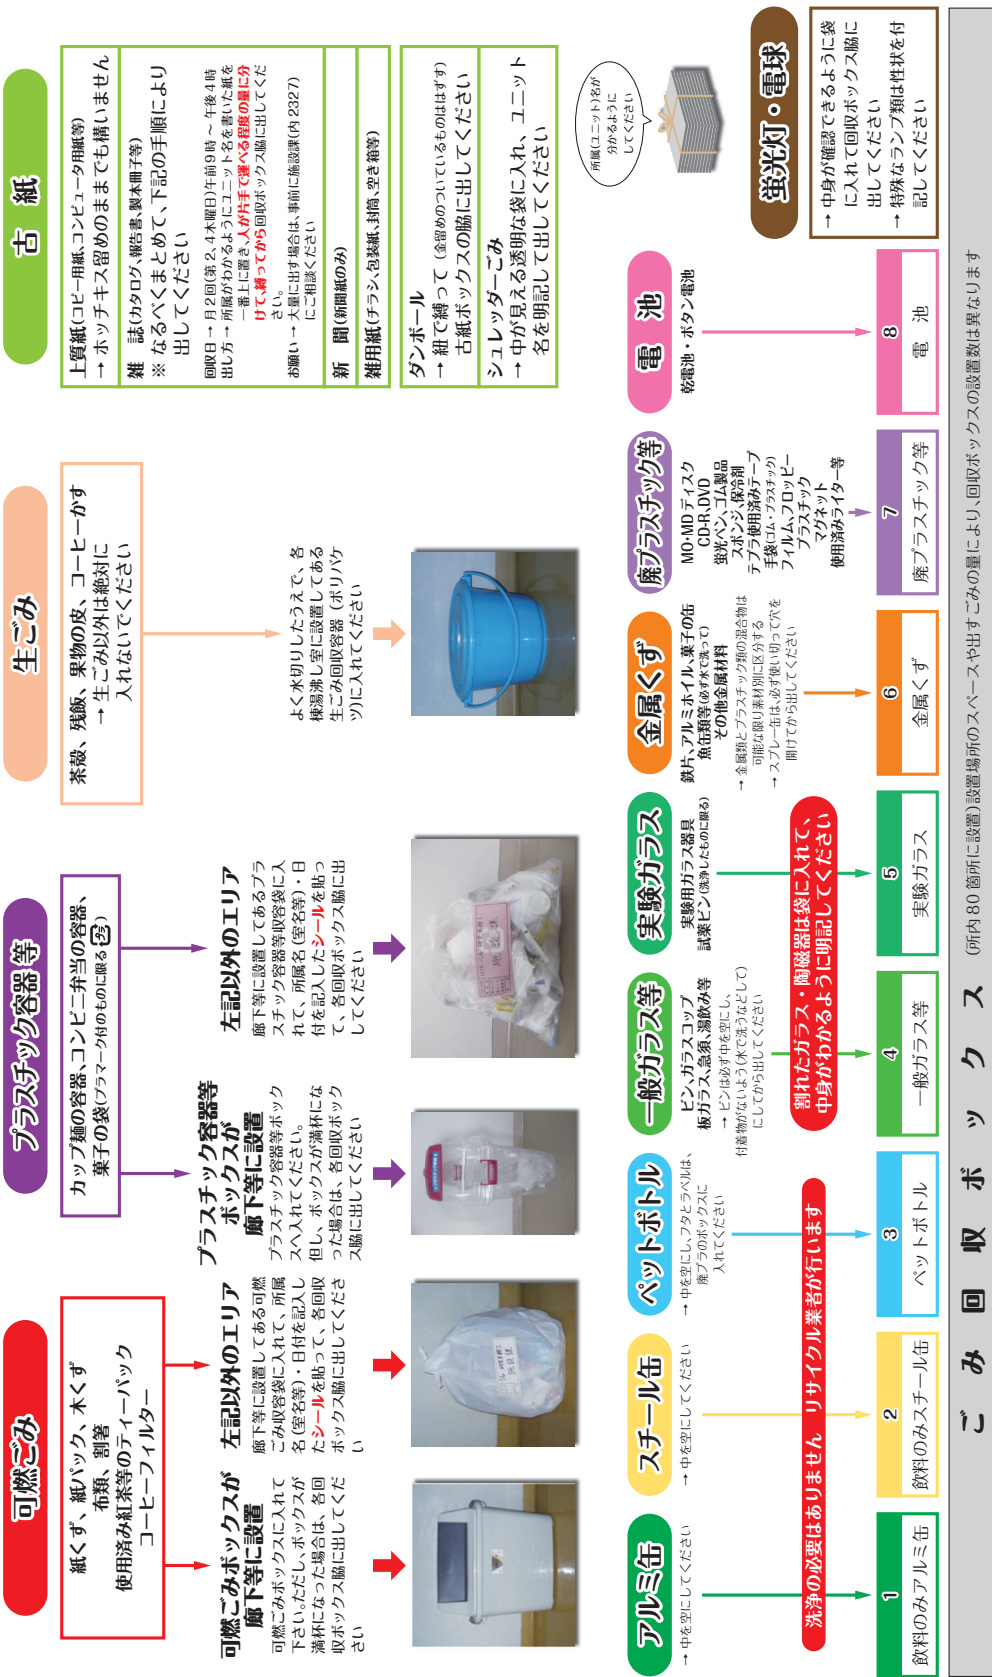 可燃ごみ
紙くず、紙パック、木くず
布類、割箸
使用済み紅茶等のティーパック
コーヒーフィルター
可燃ごみボックスが
廊下等に設置
可燃ごみボックスに入れて
下さい。ただし、ボックスが
満杯になった場合は、各回
収ボックス脇に出してくだ
さい
左記以外のエリア
廊下等に設置してある可燃
ごみ収容袋に入れて、所属
名(室名等)・日付を記入し
たシールを貼って、各回収
ボックス脇に出してくださ
い
プラスチック容器等
カップ麺の容器、コンビニ弁当の容器、
菓子の袋(プラマーク付のものに限る)
プラスチック容器等
ボックスが
廊下等に設置
プラスチック容器等ボック
スへ入れてください。
但し、ボックスが満杯にな
った場合は、各回収ボック
ス脇に出してください
左記以外のエリア
廊下等に設置してあるプラ
スチック容器等収容袋に入
れて、所属名(室名等)・日
付を記入したシールを貼っ
て、各回収ボックス脇に出
してください
生ごみ
茶殻、残飯、果物の皮、コーヒーかす
→ 生ごみ以外は絶対に
入れないでください
よく水切りしたうえで、各
棟湯沸し室に設置してある
生ごみ回収容器(ポリバケ
ツ)に入れてください
古 紙
上質紙(コピー用紙、コンピュータ用紙等)
→ ホッチキス留めのままでも構いません
雑 誌(カタログ、報告書、製本冊子等)
※ なるべくまとめて、下記の手順により
出してください
回収日 → 月2回(第2、4木曜日)午前9時～午後4時
出し方 → 所属がわかるようにユニット名を書いた紙を
一番上に置き、人が片手で運べる程度の量に分
けて、縛ってから回収ボックス脇に出してくだ
さい。
お願い → 大量に出す場合は、事前に施設課(内2327)
にご相談ください
新 聞(新聞紙のみ)
雑用紙(チラシ、包装紙、封筒、空き箱等)
ダンボール
→ 紐で縛って(金留めのついているものははずす)
古紙ボックスの脇に出してください
シュレッダーごみ
→ 中が見える透明な袋に入れ、ユニット
名を明記して出してください
所属(ユニット)名が
分かるように
してください
アルミ缶
→ 中を空にしてください
スチール缶
→ 中を空にしてください
ペットボトル
→ 中を空にし、フタとラベルは、
廃プラのボックスに
入れてください
洗浄の必要はありません リサイクル業者が行います
一般ガラス等
ビン、ガラスコップ
板ガラス、急須、湯飲み等
→ ビンは必ず中を空にし、
付着物がないよう(水で洗うなどして)
にしてから出してください
実験ガラス
実験用ガラス器具
試薬ビン(洗浄したものに限る)
割れたガラス・陶磁器は袋に入れて、
中身がわかるように明記してください
金属くず
鉄片、アルミホイル、菓子の缶
魚缶類等(必ず水で洗って)
その他金属材料
→ 金属類とプラスチック類の混合物は
可能な限り素材別に区分する
→ スプレー缶は、必ず使い切って穴を
開けてから出してください
廃プラスチック等
MO・MDディスク
CD-R、DVD
蛍光ペン、ゴム製品
スポンジ、保冷剤
テプラ使用済みテープ
手袋(ゴム・プラスチック)
フィルム、フロッピー
プラスチック
マグネット
使用済みライター等
電 池
乾電池・ボタン電池
蛍光灯・電球
→ 中身が確認できるように袋
に入れて回収ボックス脇に
出してください
→ 特殊なランプ類は性状を付
記してください
1
飲料のみアルミ缶
2
飲料のみスチール缶
3
ペットボトル
4
一般ガラス等
5
実験ガラス
6
金属くず
7
廃プラスチック等
8
電 池
ごみ回収ボックス
(所内80箇所に設置)設置場所のスペースや出すごみの量により、回収ボックスの設置数は異なります